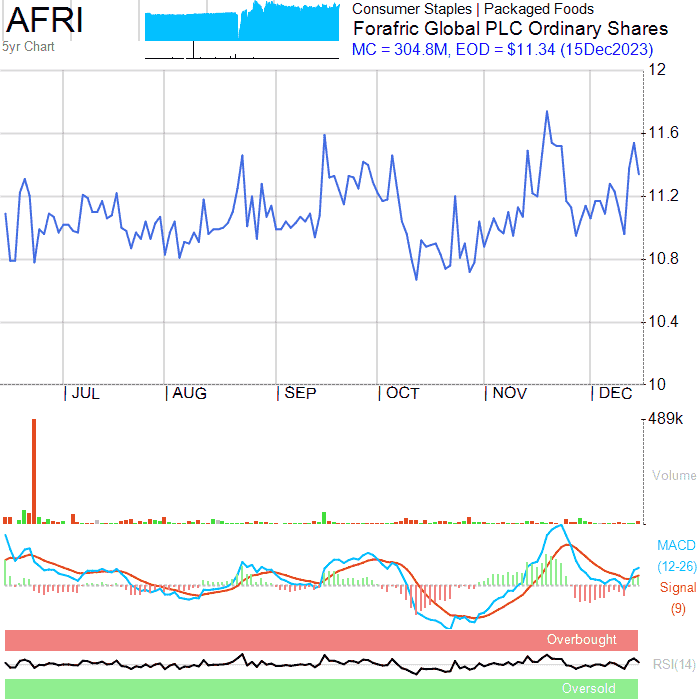 AFRI
5yr Chart
Consumer Staples | Packaged Foods
Forafric Global PLC Ordinary Shares
MC = 304.8M, EOD = $11.34 (15Dec2023)
12
11.6
11.2
10.8
10.4
10
| JUL | AUG | SEP | OCT | NOV | DEC
489k
Volume
MACD
(12-26)
Signal
(9)
Overbought
RSI(14)
Oversold